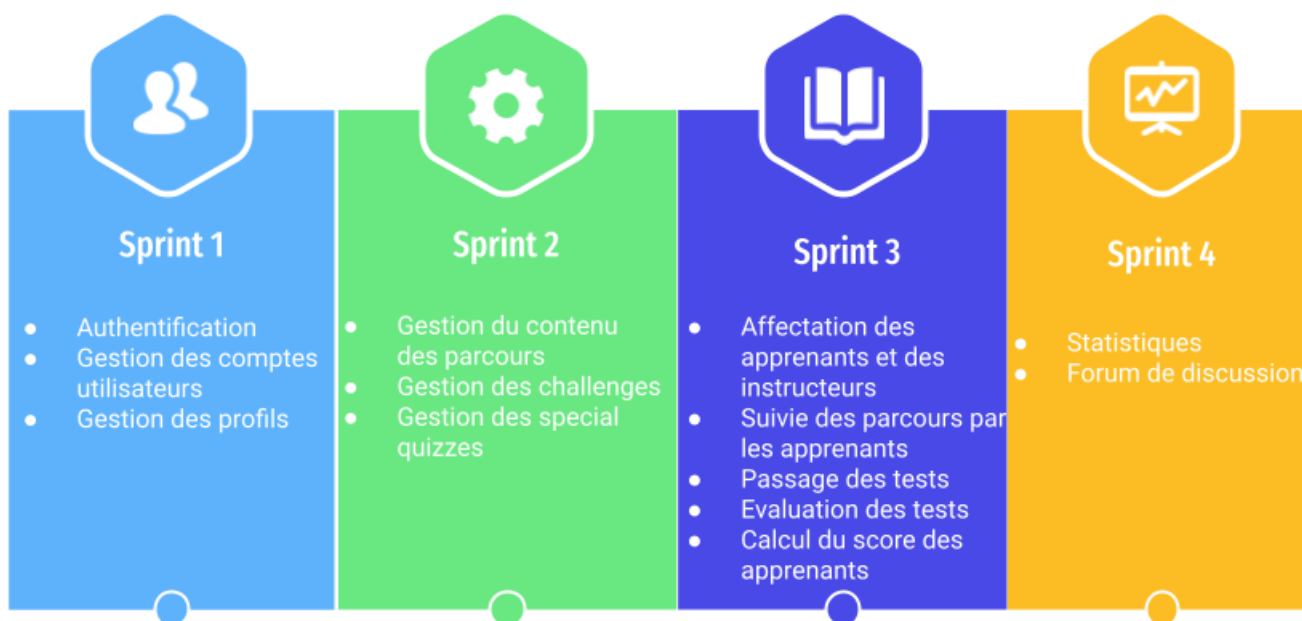 Sprint 1
● Authentification
● Gestion des comptes
utilisateurs
● Gestion des profils
Sprint 2
● Gestion du contenu
des parcours
● Gestion des challenges
● Gestion des special
quizzes
Sprint 3
● Affectation des
apprenants et des
instructeurs
● Suivie des parcours par
les apprenants
● Passage des tests
● Evaluation des tests
● Calcul du score des
apprenants
Sprint 4
● Statistiques
● Forum de discussion